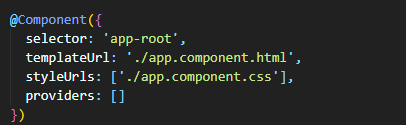 @Component({
  selector: 'app-root',
  templateUrl: './app.component.html',
  styleUrls: ['./app.component.css'],
  providers: []
})